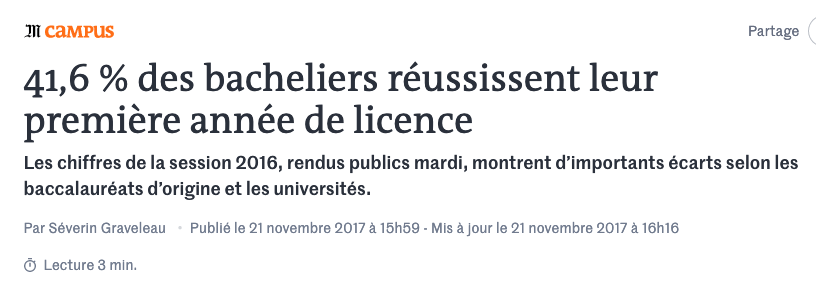 M CAMPUS
Partage
41,6 % des bacheliers réussissent leur
première année de licence
Les chiffres de la session 2016, rendus publics mardi, montrent d’importants écarts selon les
baccalauréats d’origine et les universités.
Par Séverin Graveleau • Publié le 21 novembre 2017 à 15h59 - Mis à jour le 21 novembre 2017 à 16h16
Lecture 3 min.